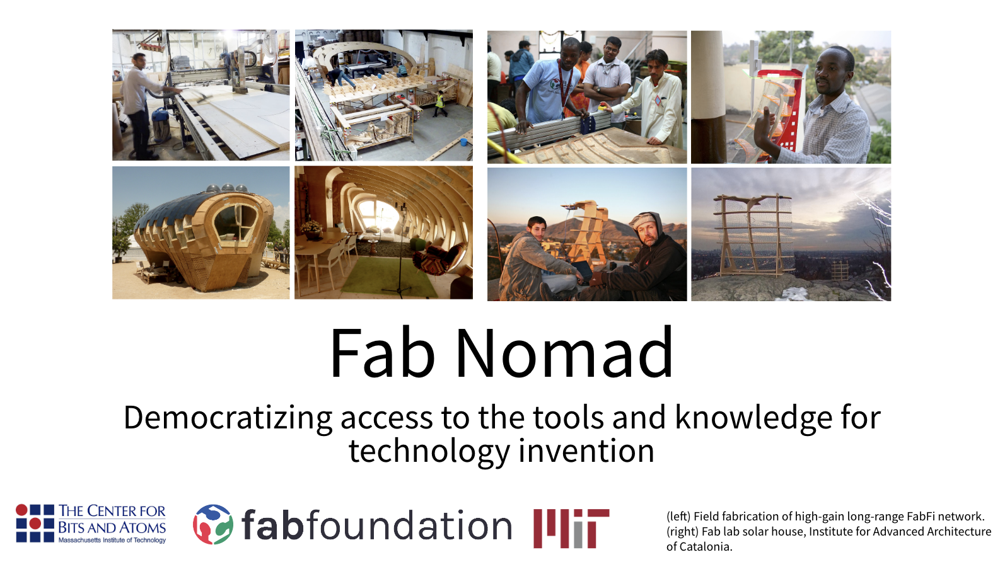 Fab Nomad
Democratizing access to the tools and knowledge for
technology invention
THE CENTER FOR
BITS AND ATOMS
Massachusetts Institute of Technology
fabfoundation
MIT
(left) Field fabrication of high-gain long-range FabFi network.
(right) Fab lab solar house, Institute for Advanced Architecture
of Catalonia.